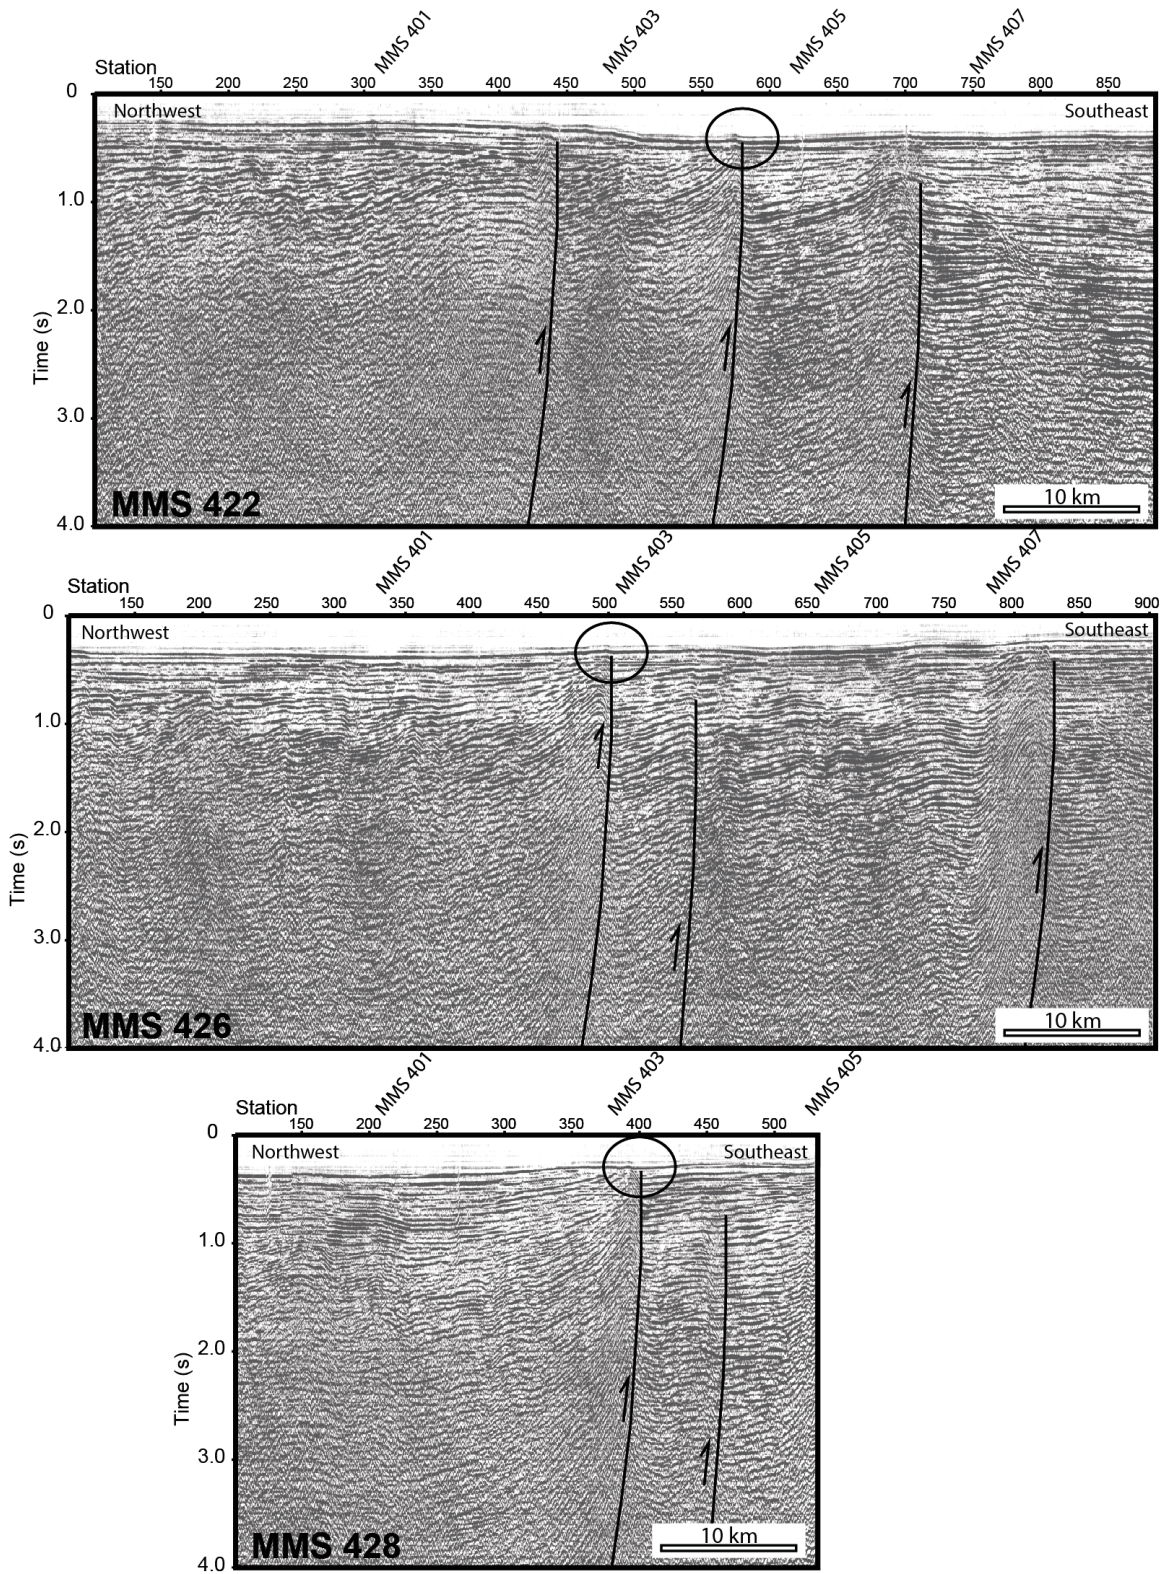 MMS 401 MMS 403 MMS 405 MMS 407
Station
150 200 250 300 350 400 450 500 550 600 650 700 750 800 850
0
Northwest Southeast
1.0
2.0
Time (s)
3.0
10 km
MMS 422
4.0
MMS 401 MMS 403 MMS 405 MMS 407
Station
150 200 250 300 350 400 450 500 550 600 650 700 750 800 850 900
0
Northwest Southeast
1.0
2.0
Time (s)
3.0
10 km
MMS 426
4.0
MMS 401 MMS 403 MMS 405
Station
150 200 250 300 350 400 450 500
0
Northwest Southeast
1.0
2.0
Time (s)
3.0
10 km
MMS 428
4.0